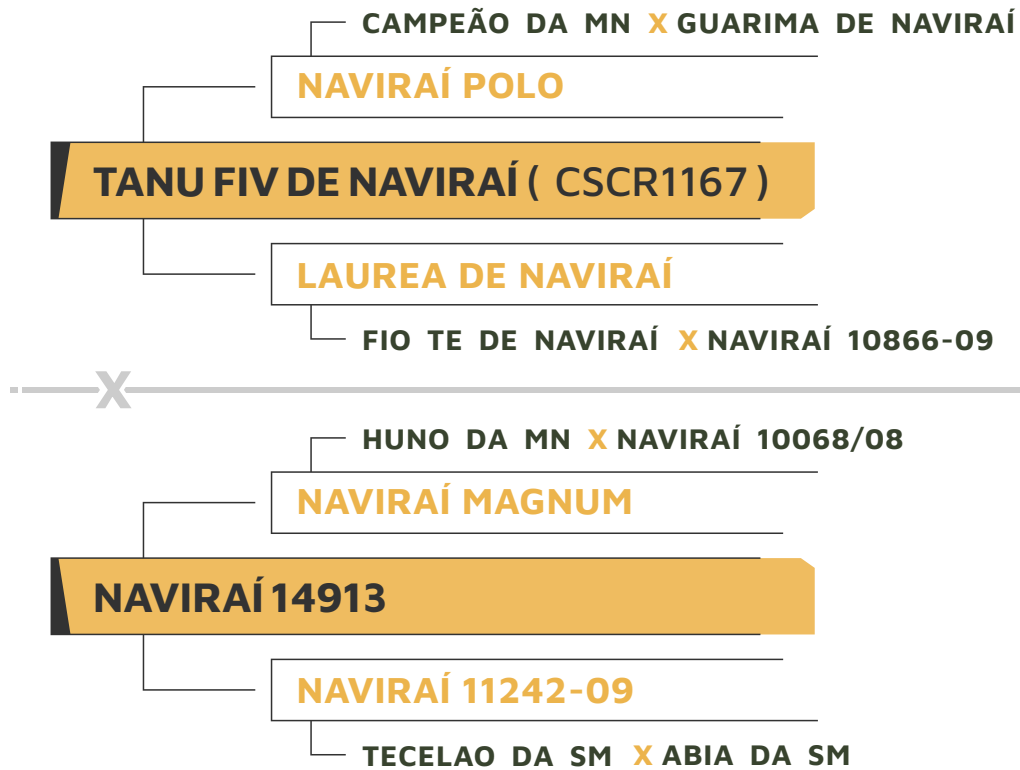 CAMPEÃO DA MN X GUARIMA DE NAVIRAÍ
NAVIRAÍ POLO
TANU FIV DE NAVIRAÍ ( CSCR1167 )
LAUREA DE NAVIRAÍ
FIO TE DE NAVIRAÍ X NAVIRAÍ 10866-09
X
HUNO DA MN X NAVIRAÍ 10068/08
NAVIRAÍ MAGNUM
NAVIRAÍ 14913
NAVIRAÍ 11242-09
TECELAO DA SM X ABIA DA SM